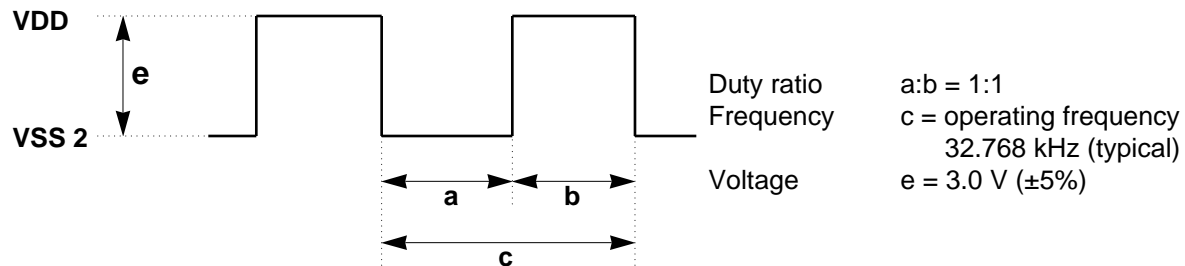 VDD
e
VSS 2
a
b
c
Duty ratio a:b = 1:1
Frequency c = operating frequency
32.768 kHz (typical)
Voltage e = 3.0 V (±5%)